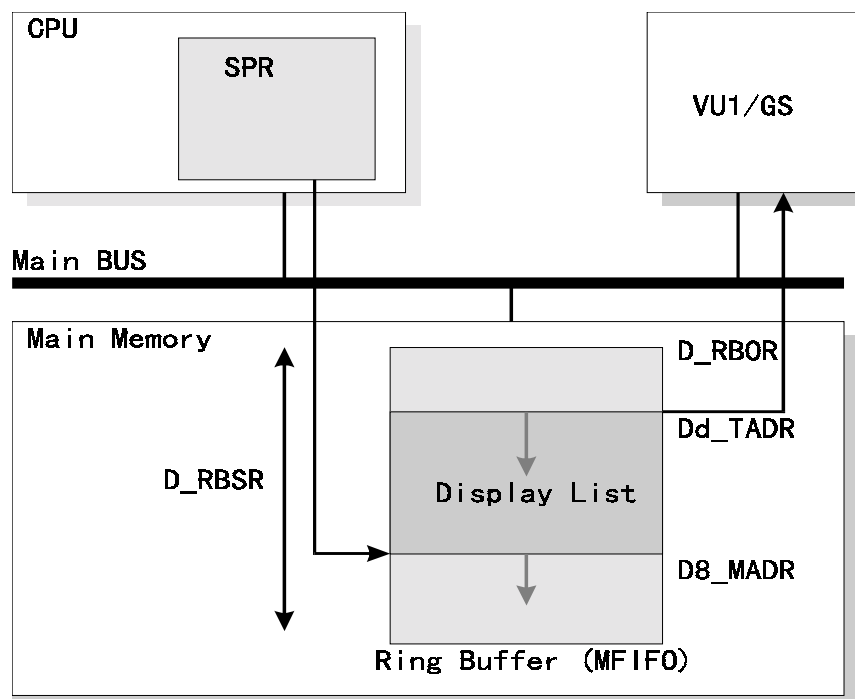 CPU
SPR
VU1/GS
Main BUS
Main Memory
D_RBOR
Dd_TADR
D_RBSR
Display List
D8_MADR
Ring Buffer (MFIFO)